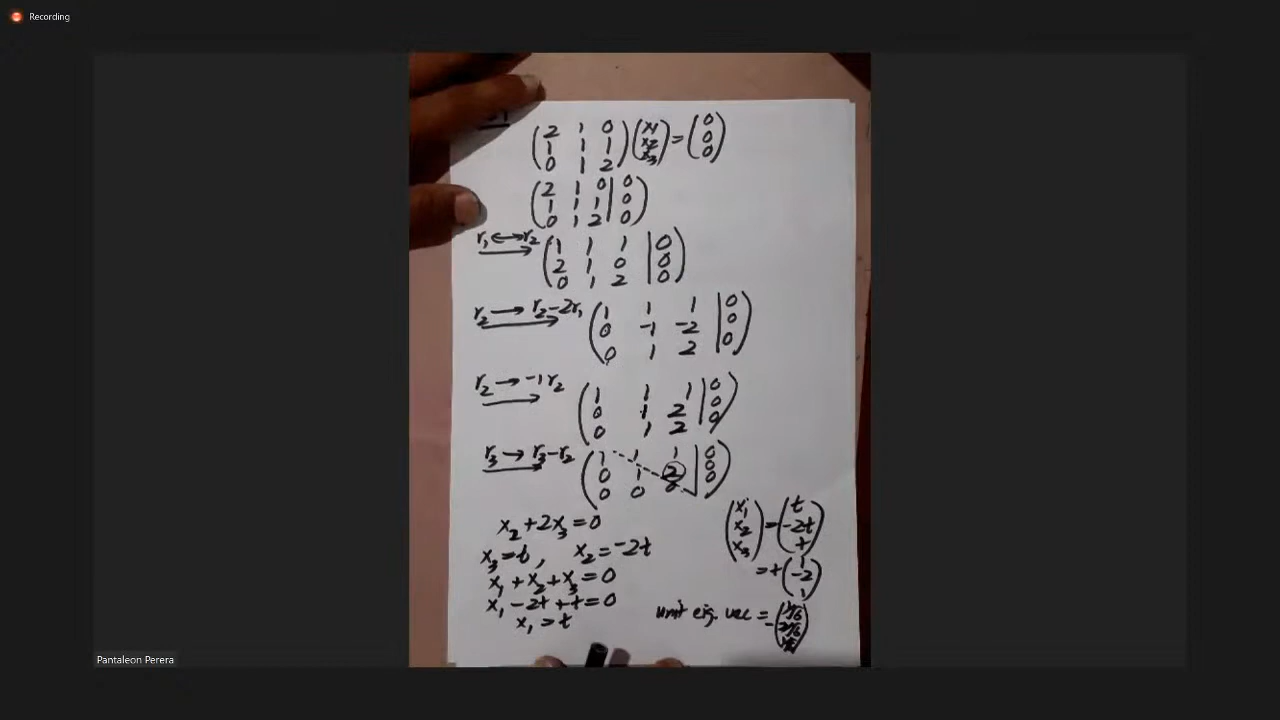 Recording
(2 1 0) (x1) = (0)
(1 1 1) (x2) (0)
(0 1 2) (x3) (0)
(2 1 0 | 0)
(1 1 1 | 0)
(0 1 2 | 0)
r1 ↔ r2 (1 1 1 | 0)
(2 1 0 | 0)
(0 1 2 | 0)
r2 → r2-2r1 (1 1 1 | 0)
(0 -1 -2 | 0)
(0 1 2 | 0)
r2 → -1r2 (1 1 1 | 0)
(0 1 2 | 0)
(0 1 2 | 0)
r3 → r3-r2 (1 1 1 | 0)
(0 1 2 | 0)
(0 0 0 | 0)
x2 + 2x3 = 0
x3 = t, x2 = -2t
x1 + x2 + x3 = 0
x1 - 2t + t = 0
x1 = t
(x1) = (t)
(x2) (-2t)
(x3) (t)
= t (1)
(-2)
(1)
unit eig. vec =
Pantaleon Perera